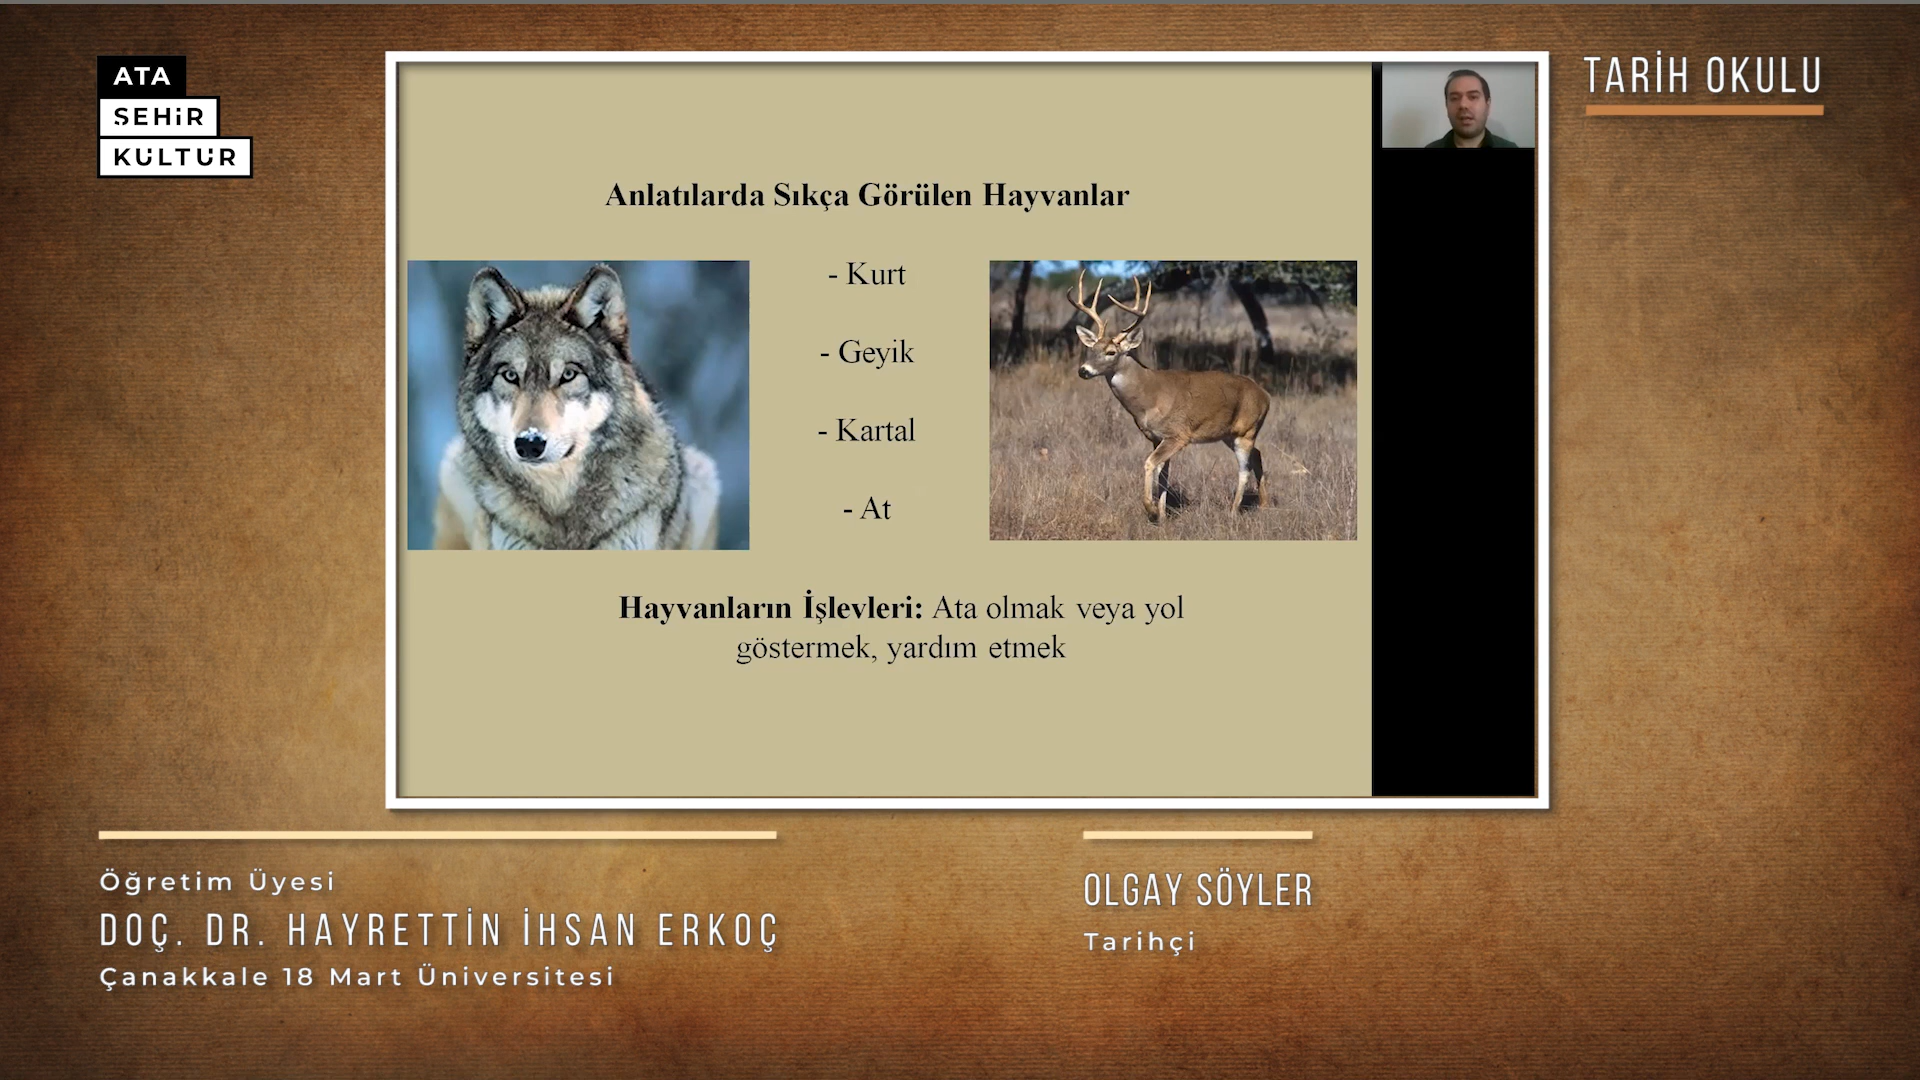 ATA
ŞEHİR
KÜLTÜR
TARİH OKULU
Anlatılarda Sıkça Görülen Hayvanlar
- Kurt
- Geyik
- Kartal
- At
Hayvanların İşlevleri: Ata olmak veya yol
göstermek, yardım etmek
Öğretim Üyesi
DOÇ. DR. HAYRETTİN İHSAN ERKOÇ
Çanakkale 18 Mart Üniversitesi
OLGAY SÖYLER
Tarihçi